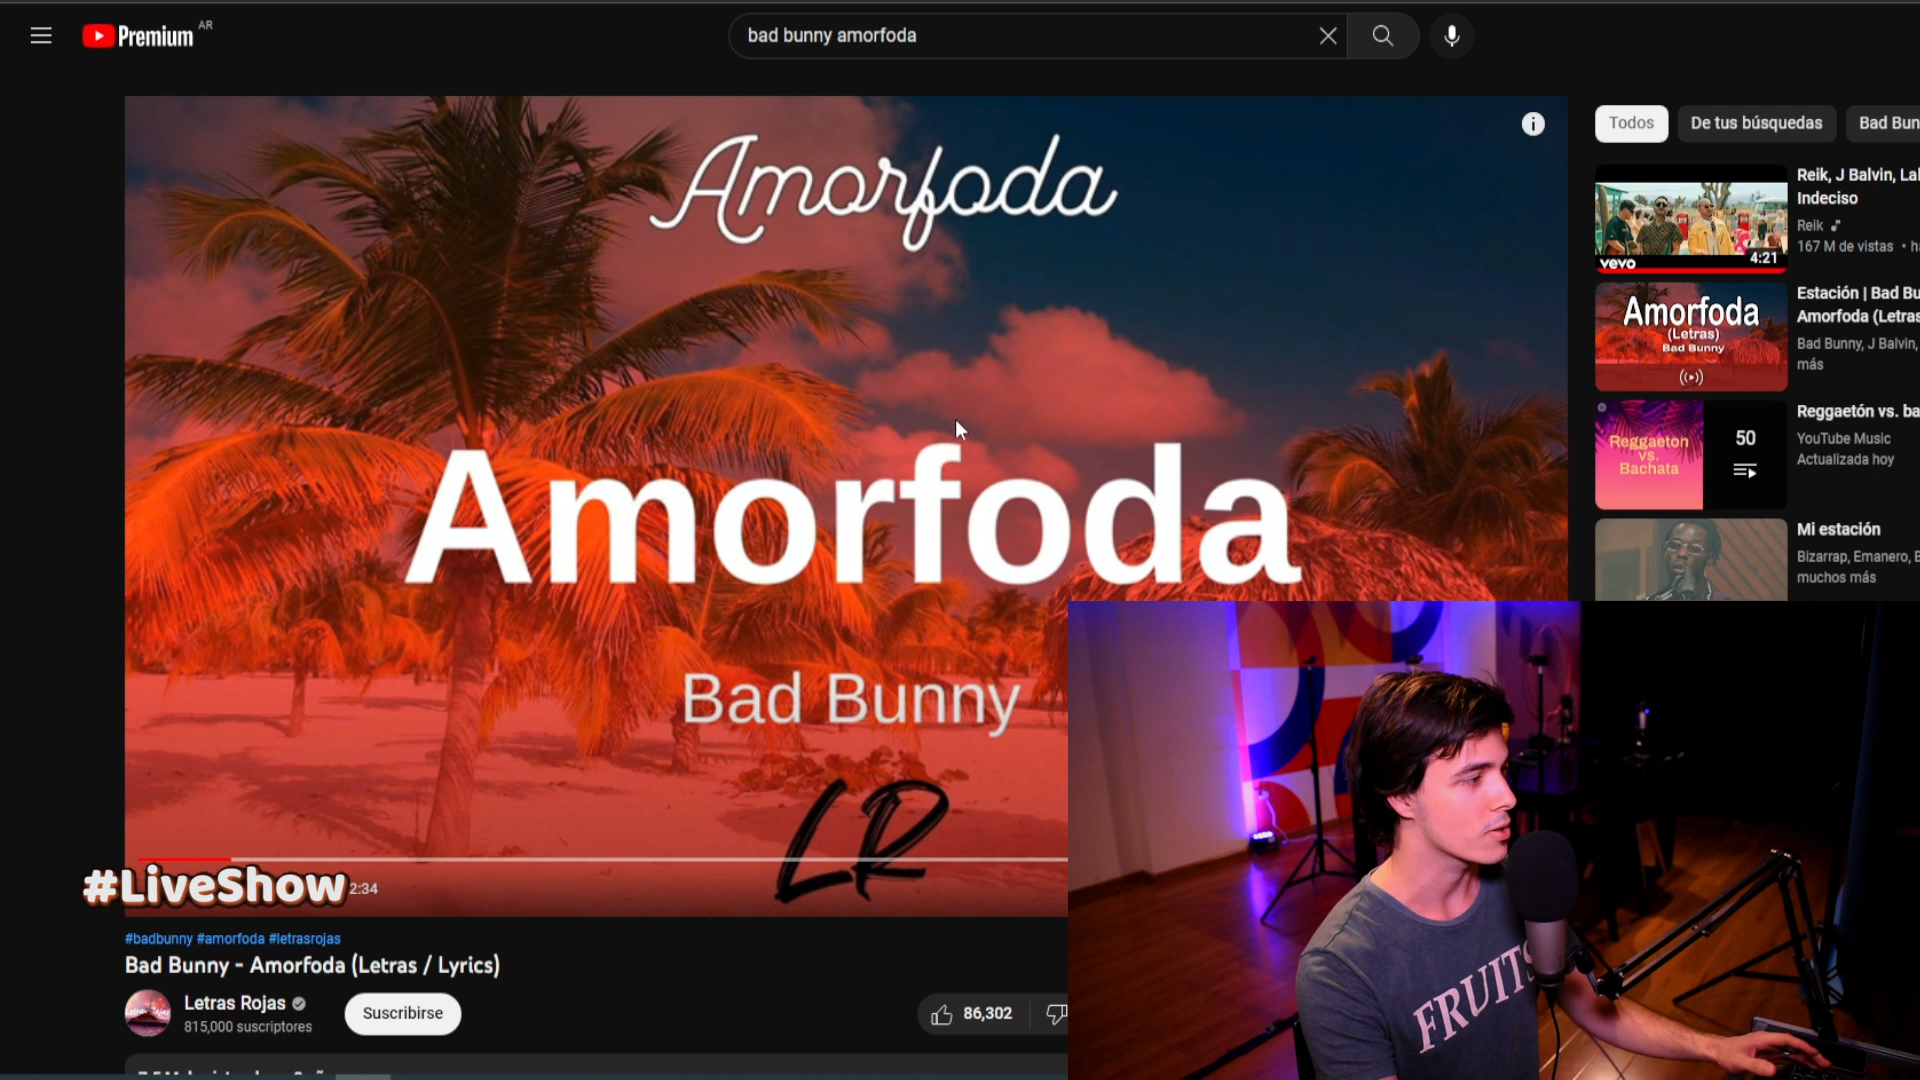 Premium AR
bad bunny amorfoda
Amorfoda
Amorfoda
Bad Bunny
LR
#LiveShow 2:34
#badbunny #amorfoda #letrasrojas
Bad Bunny - Amorfoda (Letras / Lyrics)
Letras Rojas
815,000 suscriptores
Suscribirse
86,302
Todos
De tus búsquedas
Bad Bun
Reik, J Balvin, Lal
Indeciso
Reik
167 M de vistas •
vevo
4:21
Amorfoda
(Letras)
Bad Bunny
Estación | Bad Bu
Amorfoda (Letras
Bad Bunny, J Balvin,
más
Reggaeton
vs.
Bachata
50
Reggaetón vs. ba
YouTube Music
Actualizada hoy
Mi estación
Bizarrap, Emanero, B
muchos más
FRUITS